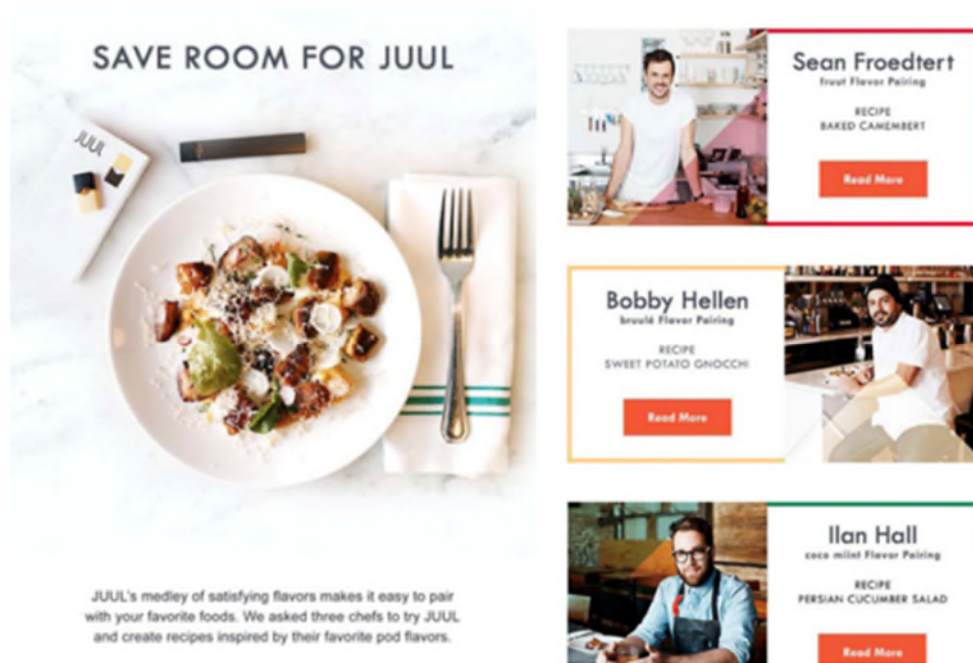 SAVE ROOM FOR JUUL
JUUL
JUUL's medley of satisfying flavors makes it easy to pair
with your favorite foods. We asked three chefs to try JUUL
and create recipes inspired by their favorite pod flavors.
Sean Froedtert
fruut Flavor Pairing
RECIPE
BAKED CAMEMBERT
Read More
Bobby Hellen
bruulé Flavor Pairing
RECIPE
SWEET POTATO GNOCCHI
Read More
Ilan Hall
coco miint Flavor Pairing
RECIPE
PERSIAN CUCUMBER SALAD
Read More